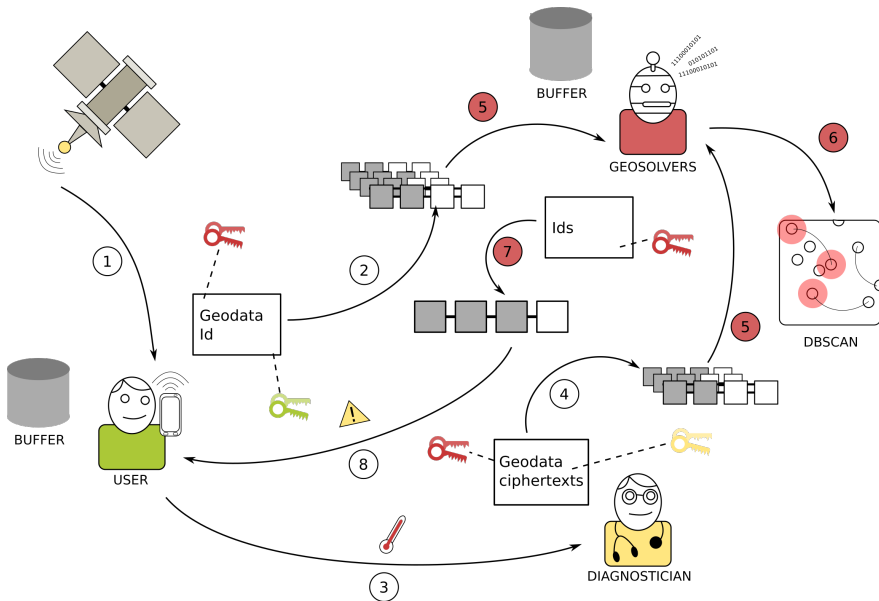 11100010101
010101101
11100010101
BUFFER
5
GEOSOLVERS
6
Ids
7
1
2
Geodata
Id
5
DBSCAN
BUFFER
4
!
USER
8
Geodata
ciphertexts
3
DIAGNOSTICIAN